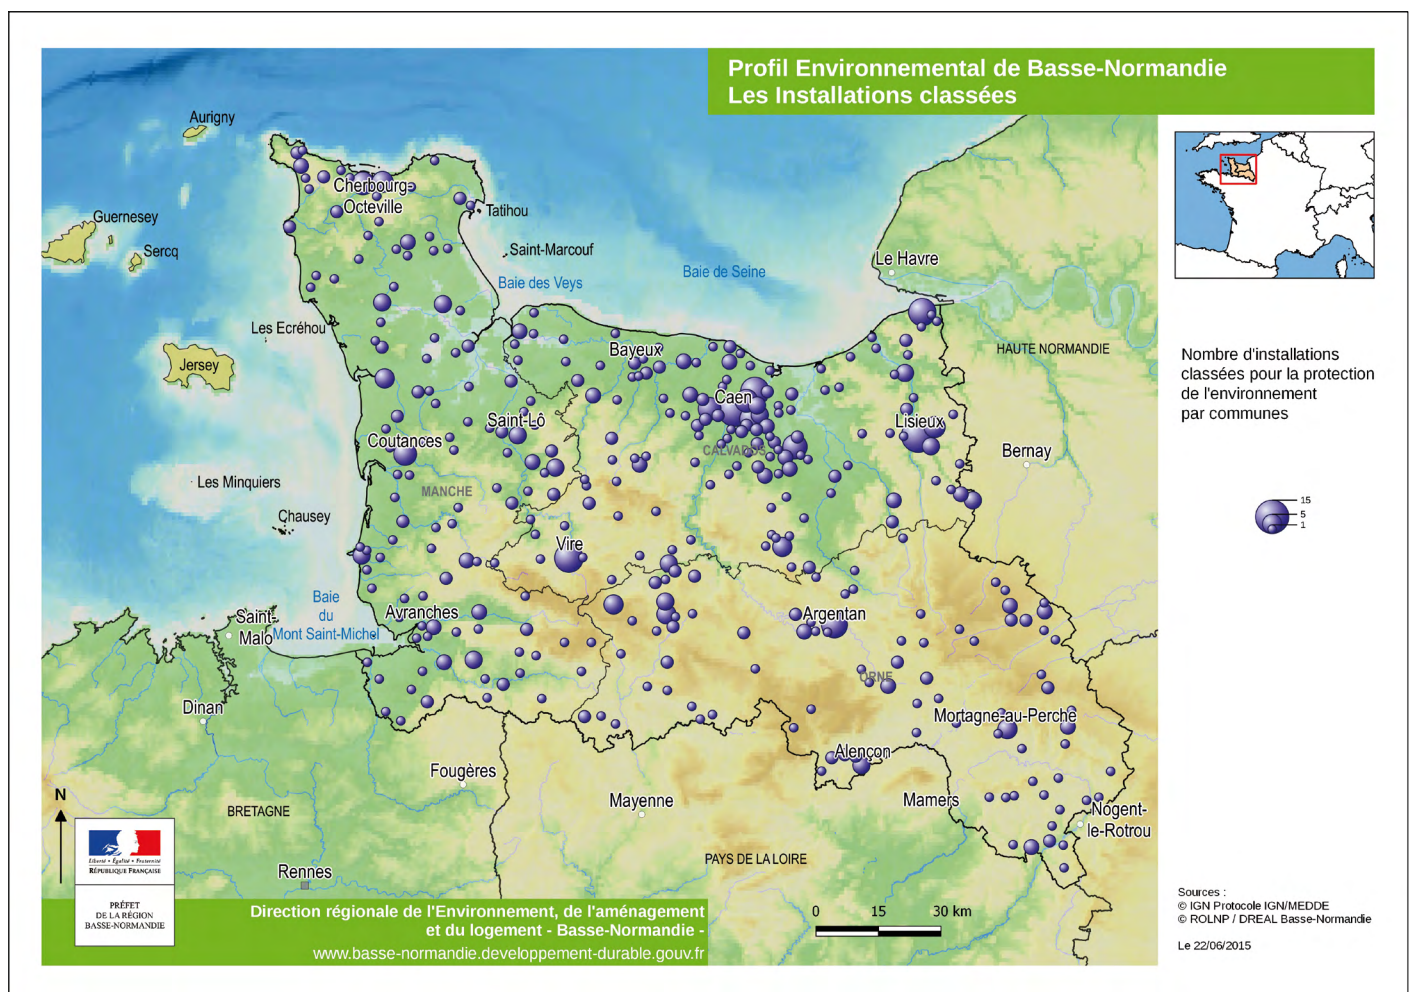 Profil Environnemental de Basse-Normandie
Les Installations classées
Aurigny
Cherbourg-
Octeville
Tatihou
Guernesey
Sercq
Saint-Marcouf
Baie des Veys
Baie de Seine
Le Havre
Les Ecréhou
Jersey
Bayeux
HAUTE NORMANDIE
Caen
Saint-Lô
Lisieux
Coutances
CALVADOS
Bernay
Les Minquiers
MANCHE
Chausey
Vire
Baie
du
Mont Saint-Michel
Saint-
Malo
Avranches
Argentan
ORNE
Dinan
Mortagne-au-Perche
Alençon
Fougères
Mayenne
Mamers
Nogent-
le-Rotrou
BRETAGNE
PAYS DE LA LOIRE
Rennes
N
Liberté • Égalité • Fraternité
RÉPUBLIQUE FRANÇAISE
PRÉFET
DE LA RÉGION
BASSE-NORMANDIE
Direction régionale de l'Environnement, de l'aménagement
et du logement - Basse-Normandie -
www.basse-normandie.developpement-durable.gouv.fr
0 15 30 km
Nombre d'installations
classées pour la protection
de l'environnement
par communes
15
5
1
Sources :
© IGN Protocole IGN/MEDDE
© ROLNP / DREAL Basse-Normandie
Le 22/06/2015